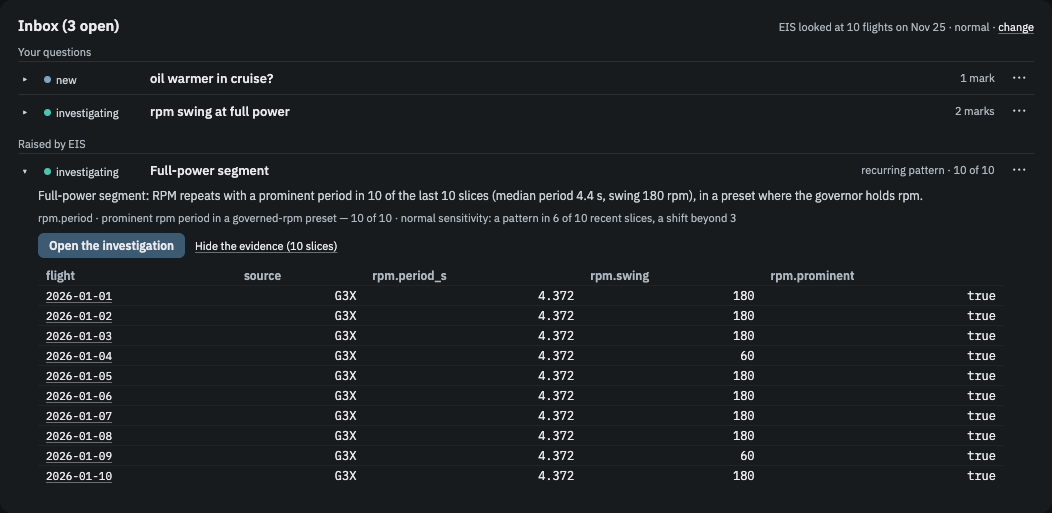 Inbox (3 open)
EIS looked at 10 flights on Nov 25 · normal · change
Your questions
▸ ● new oil warmer in cruise? 1 mark ···
▸ ● investigating rpm swing at full power 2 marks ···
Raised by EIS
▾ ● investigating Full-power segment recurring pattern · 10 of 10 ···
Full-power segment: RPM repeats with a prominent period in 10 of the last 10 slices (median period 4.4 s, swing 180 rpm), in a preset where the governor holds rpm.
rpm.period · prominent rpm period in a governed-rpm preset — 10 of 10 · normal sensitivity: a pattern in 6 of 10 recent slices, a shift beyond 3
Open the investigation Hide the evidence (10 slices)
flight source rpm.period_s rpm.swing rpm.prominent
2026-01-01 G3X 4.372 180 true
2026-01-02 G3X 4.372 180 true
2026-01-03 G3X 4.372 180 true
2026-01-04 G3X 4.372 60 true
2026-01-05 G3X 4.372 180 true
2026-01-06 G3X 4.372 180 true
2026-01-07 G3X 4.372 180 true
2026-01-08 G3X 4.372 180 true
2026-01-09 G3X 4.372 60 true
2026-01-10 G3X 4.372 180 true